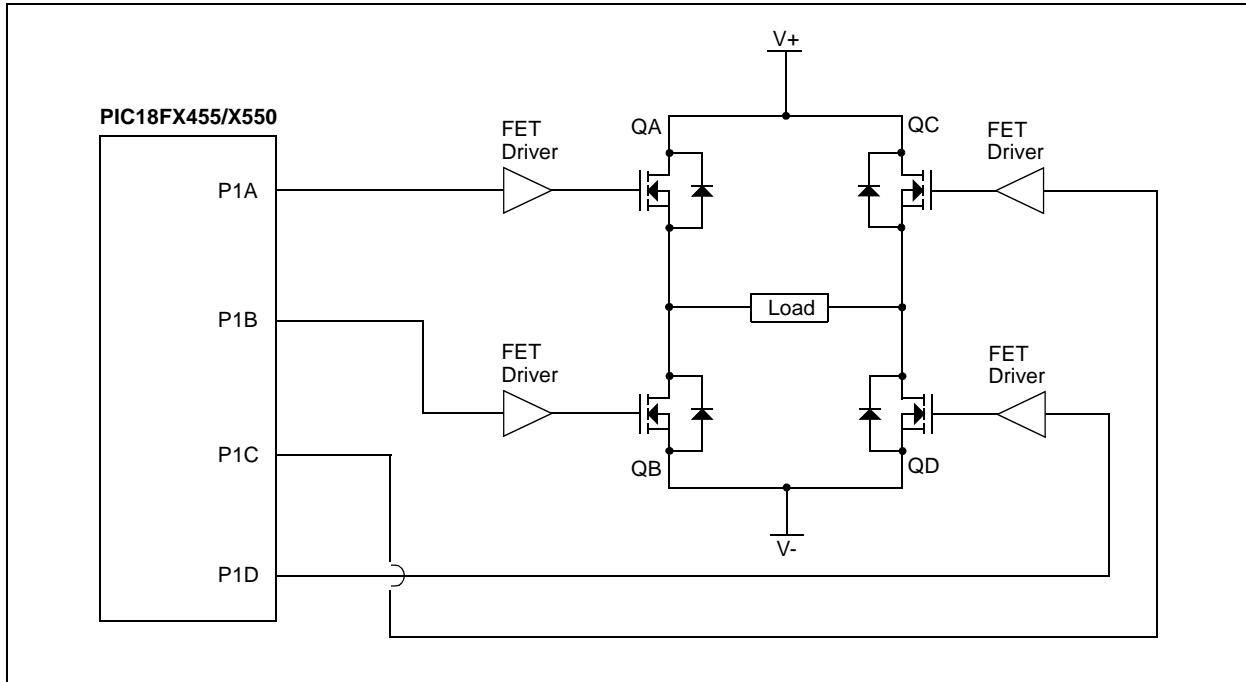 V+
PIC18FX455/X550
FET
Driver
QA
QC
FET
Driver
P1A
Load
P1B
FET
Driver
FET
Driver
P1C
QB
QD
V-
P1D